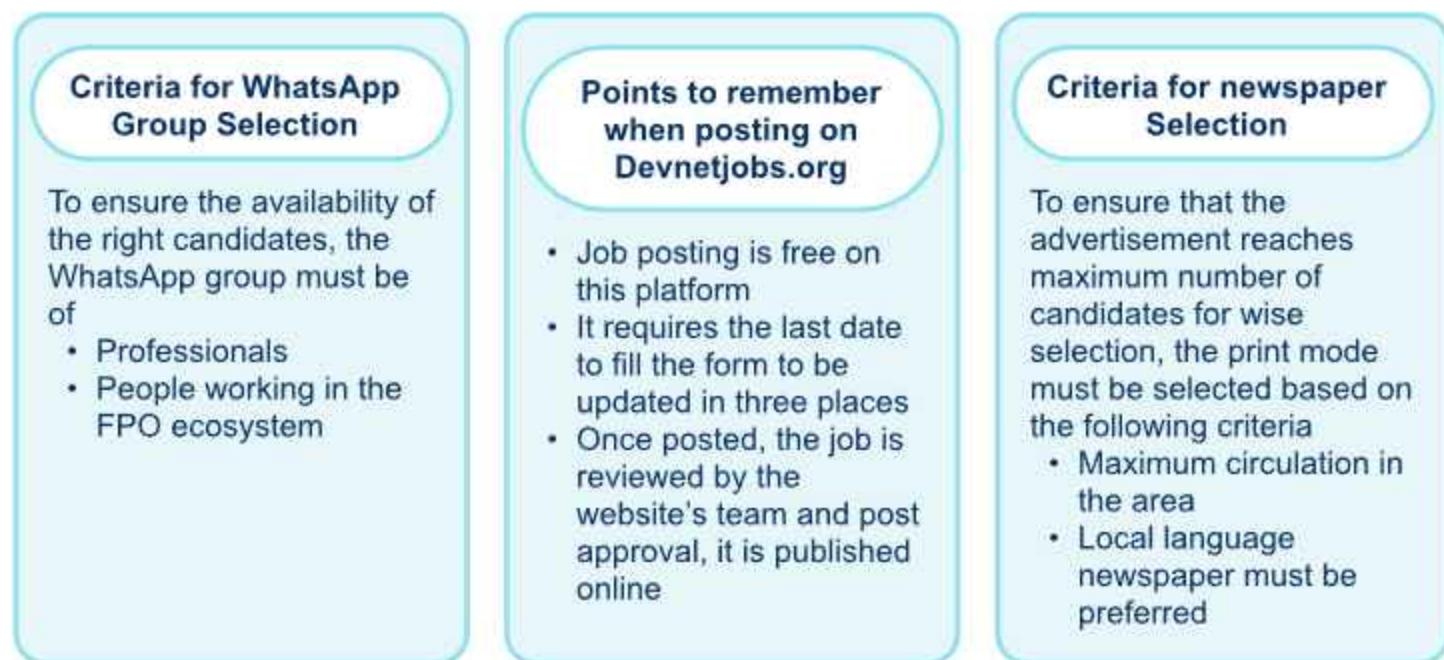 Criteria for WhatsApp
Group Selection
To ensure the availability of
the right candidates, the
WhatsApp group must be
of
• Professionals
• People working in the
FPO ecosystem
Points to remember
when posting on
Devnetjobs.org
• Job posting is free on
this platform
• It requires the last date
to fill the form to be
updated in three places
• Once posted, the job is
reviewed by the
website's team and post
approval, it is published
online
Criteria for newspaper
Selection
To ensure that the
advertisement reaches
maximum number of
candidates for wise
selection, the print mode
must be selected based on
the following criteria
• Maximum circulation in
the area
• Local language
newspaper must be
preferred